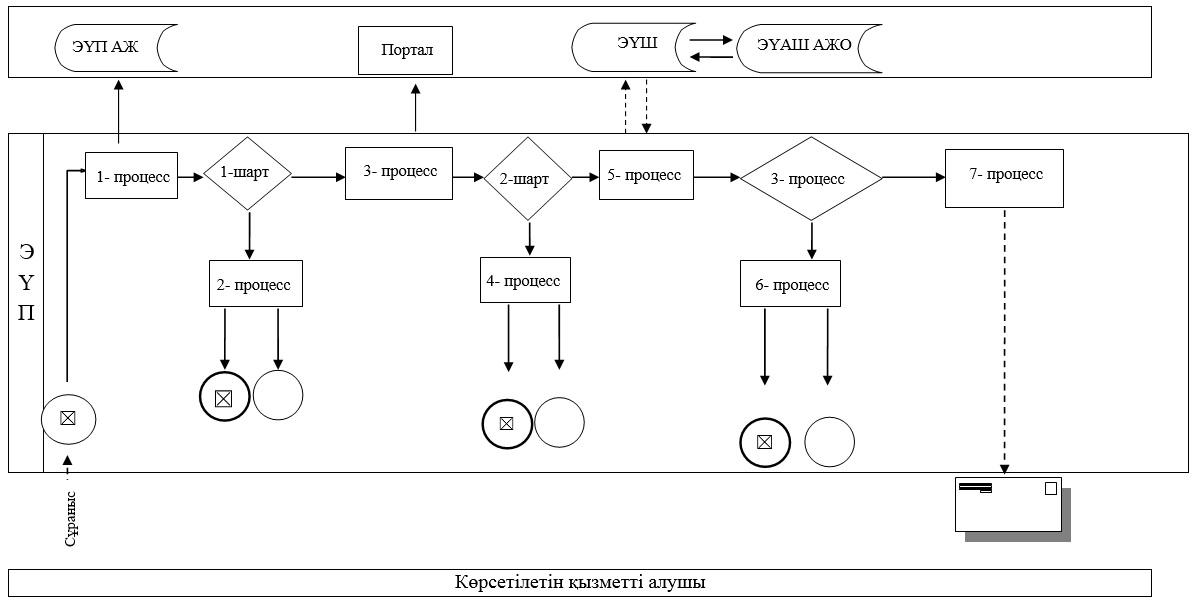 ЭҮП АЖ
Портал
ЭҮШ
ЭҮАШ АЖО
1- процесс
1-шарт
3- процесс
2-шарт
5- процесс
3- процесс
7- процесс
Э
Ү
П
2- процесс
4- процесс
6- процесс
Сұраныс
Көрсетілетін қызметті алушы